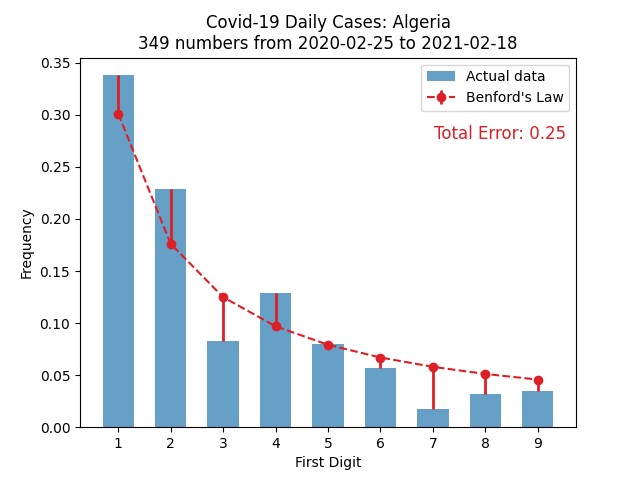 Covid-19 Daily Cases: Algeria
349 numbers from 2020-02-25 to 2021-02-18
Actual data
Benford's Law
Total Error: 0.25
Frequency
0.35
0.30
0.25
0.20
0.15
0.10
0.05
0.00
1 2 3 4 5 6 7 8 9
First Digit